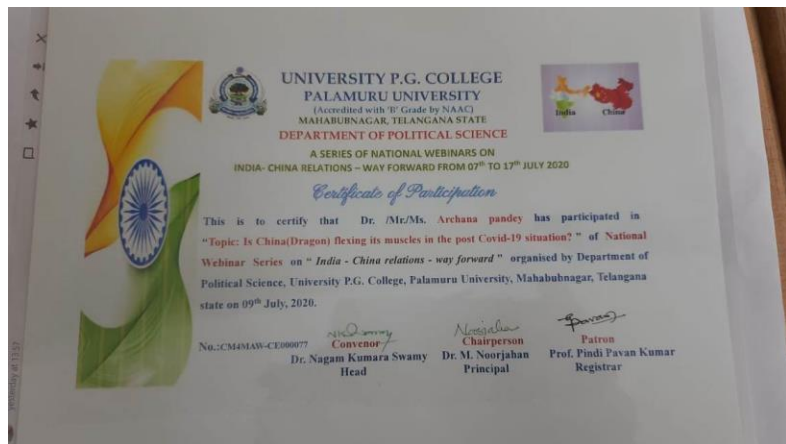 UNIVERSITY P.G. COLLEGE
PALAMURU UNIVERSITY
(Accredited with 'B' Grade by NAAC)
MAHABUBNAGAR, TELANGANA STATE
DEPARTMENT OF POLITICAL SCIENCE
India China
A SERIES OF NATIONAL WEBINARS ON
INDIA- CHINA RELATIONS – WAY FORWARD FROM 07th TO 17th JULY 2020
Certificate of Participation
This is to certify that Dr. /Mr./Ms. Archana pandey has participated in
“Topic: Is China(Dragon) flexing its muscles in the post Covid-19 situation? ” of National
Webinar Series on “ India - China relations - way forward ” organised by Department of
Political Science, University P.G. College, Palamuru University, Mahabubnagar, Telangana
state on 09th July, 2020.
No.:CM4MAW-CE000077
Convenor Chairperson Patron
Dr. Nagam Kumara Swamy Dr. M. Noorjahan Prof. Pindi Pavan Kumar
Head Principal Registrar
yesterday at 13:57